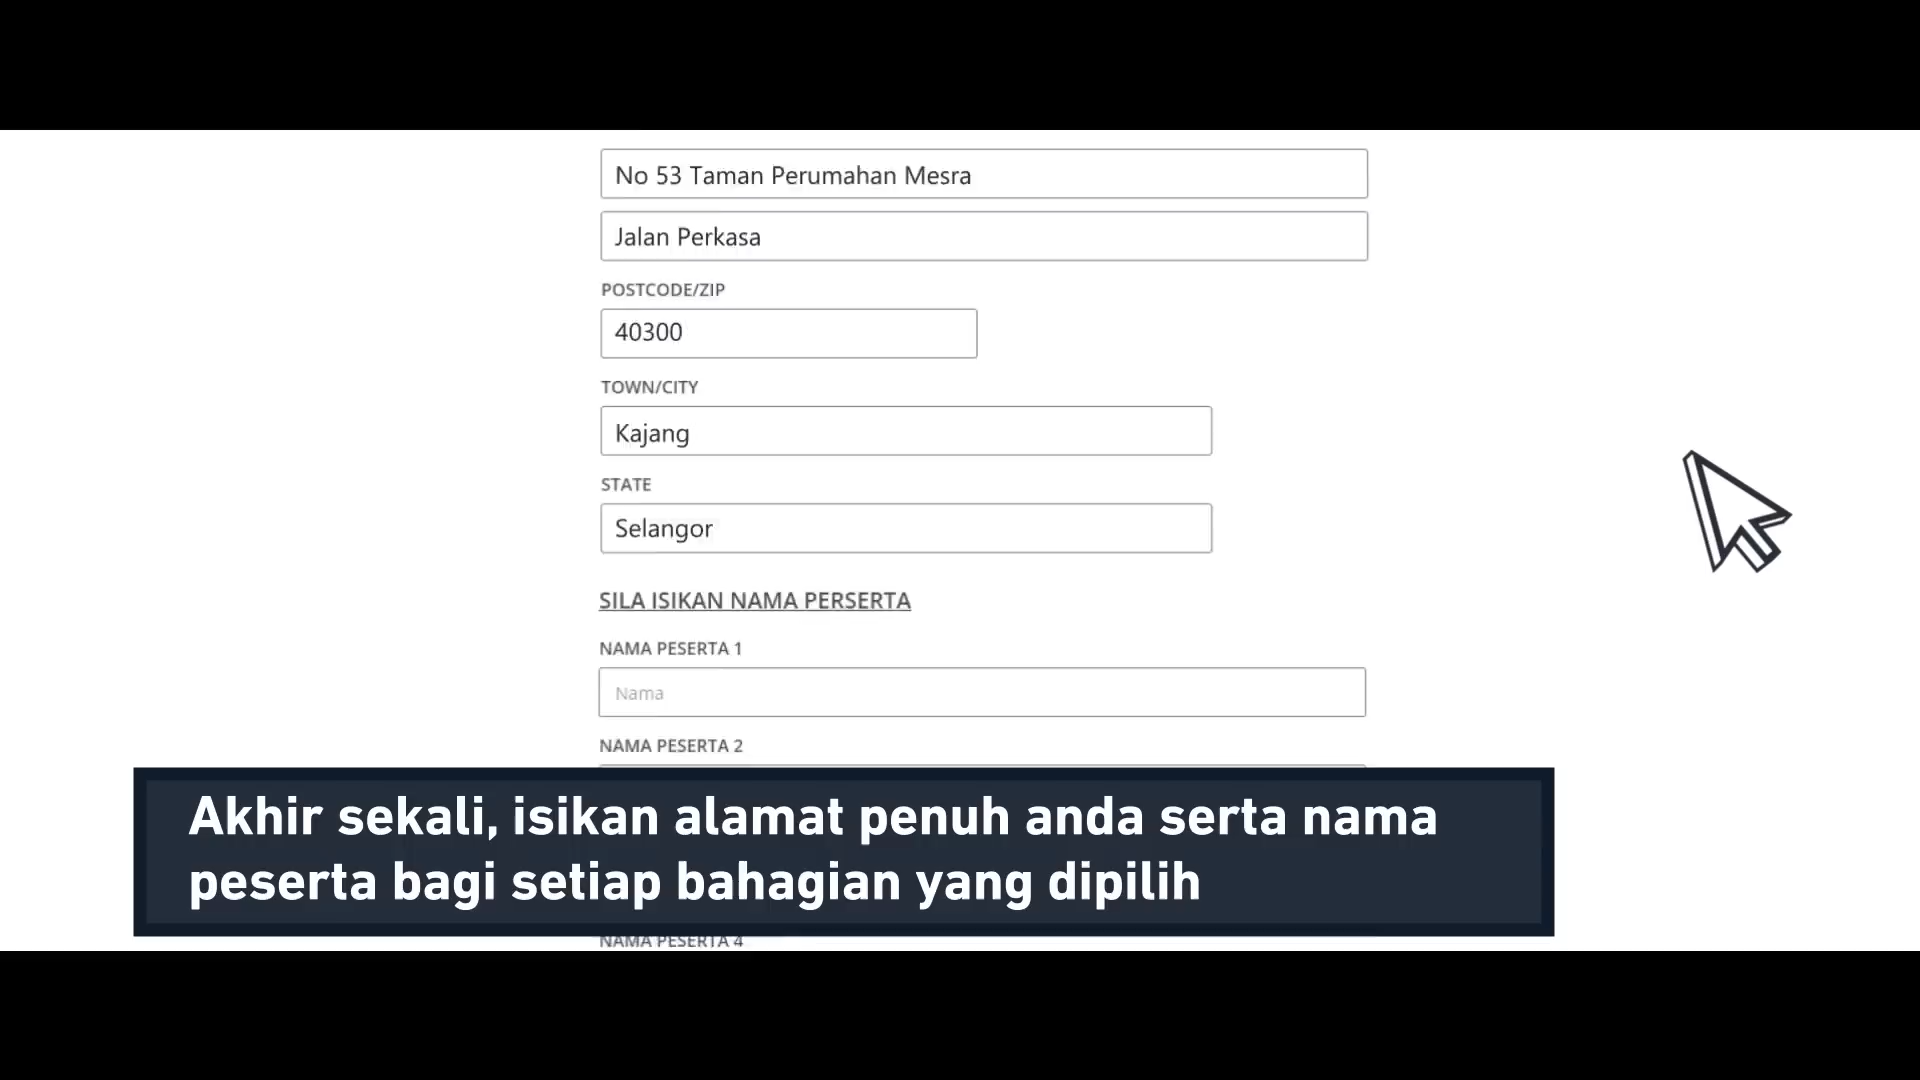 No 53 Taman Perumahan Mesra
Jalan Perkasa
POSTCODE/ZIP
40300
TOWN/CITY
Kajang
STATE
Selangor
SILA ISIKAN NAMA PERSERTA
NAMA PESERTA 1
Nama
NAMA PESERTA 2
Akhir sekali, isikan alamat penuh anda serta nama
peserta bagi setiap bahagian yang dipilih
NAMA PESERTA 4